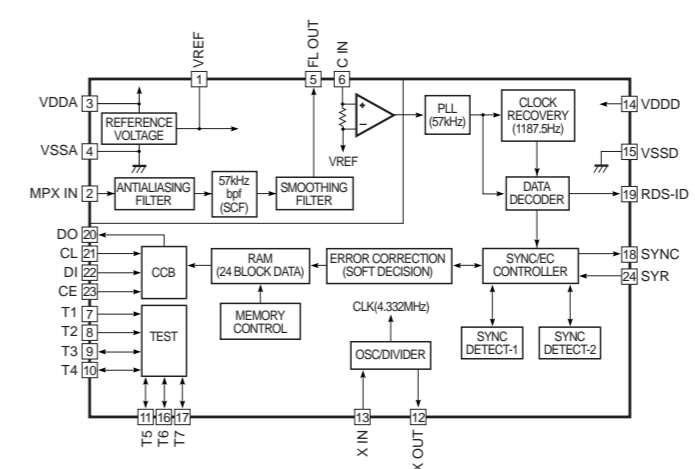 VREF
FL OUT
C IN
1
5
6
VDDA 3
REFERENCE
VOLTAGE
VSSA 4
MPX IN 2
ANTIALIASING
FILTER
57kHz
bpf
(SCF)
SMOOTHING
FILTER
+
−
VREF
PLL
(57kHz)
CLOCK
RECOVERY
(1187.5Hz)
14 VDDD
15 VSSD
DATA
DECODER
19 RDS-ID
DO 20
CL 21
DI 22
CE 23
CCB
RAM
(24 BLOCK DATA)
ERROR CORRECTION
(SOFT DECISION)
SYNC/EC
CONTROLLER
18 SYNC
24 SYR
T1 7
T2 8
T3 9
T4 10
TEST
MEMORY
CONTROL
CLK(4.332MHz)
OSC/DIVIDER
SYNC
DETECT-1
SYNC
DETECT-2
11 16 17
13
12
T5
T6
T7
X IN
X OUT